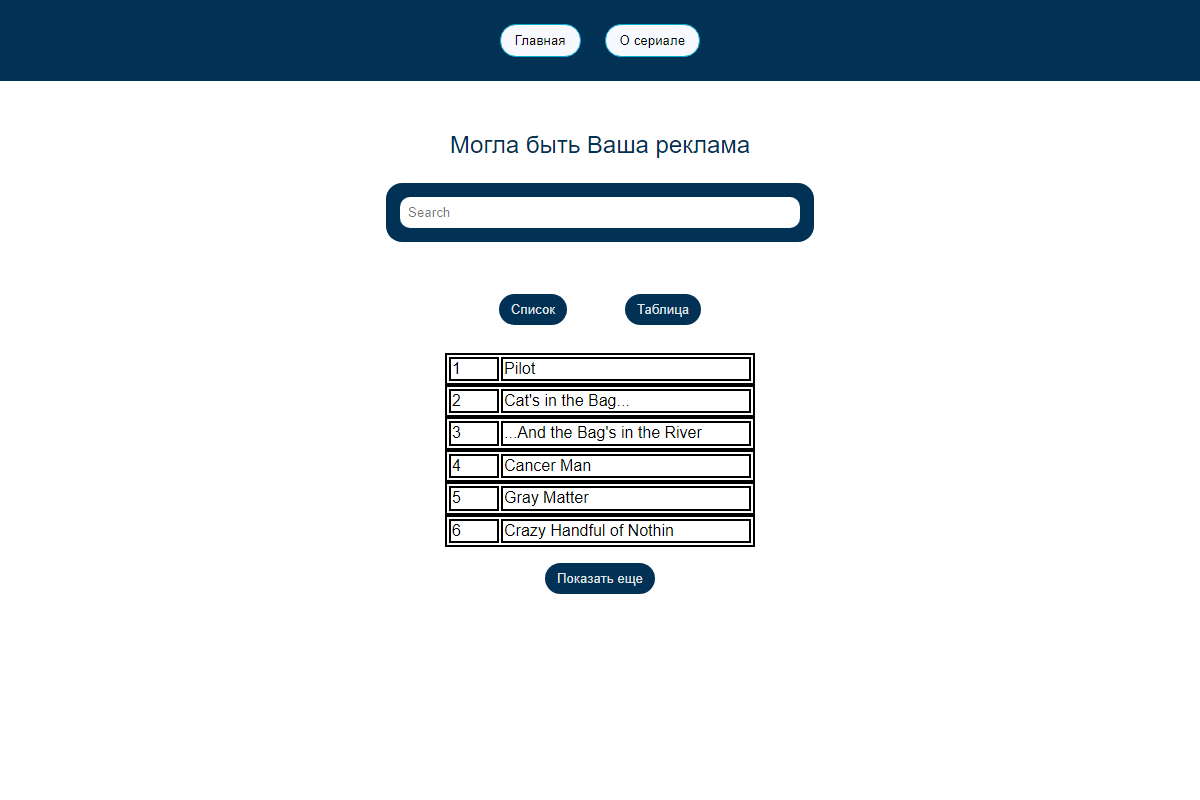 Главная О сериале
Могла быть Ваша реклама
Search
Список Таблица
1 Pilot
2 Cat's in the Bag...
3 ...And the Bag's in the River
4 Cancer Man
5 Gray Matter
6 Crazy Handful of Nothin
Показать еще